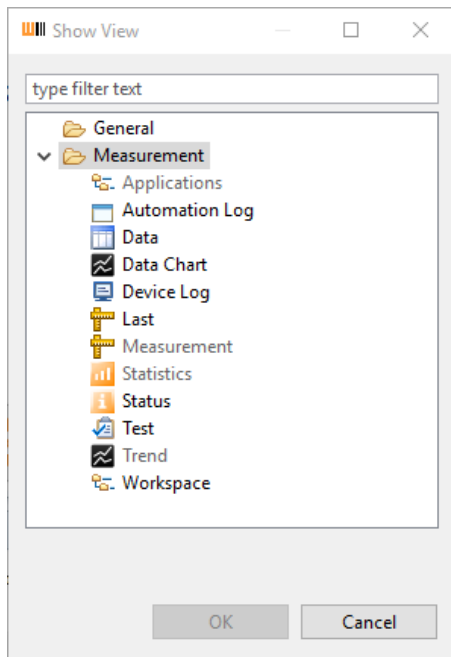 Show View
type filter text
General
Measurement
Applications
Automation Log
Data
Data Chart
Device Log
Last
Measurement
Statistics
Status
Test
Trend
Workspace
OK
Cancel